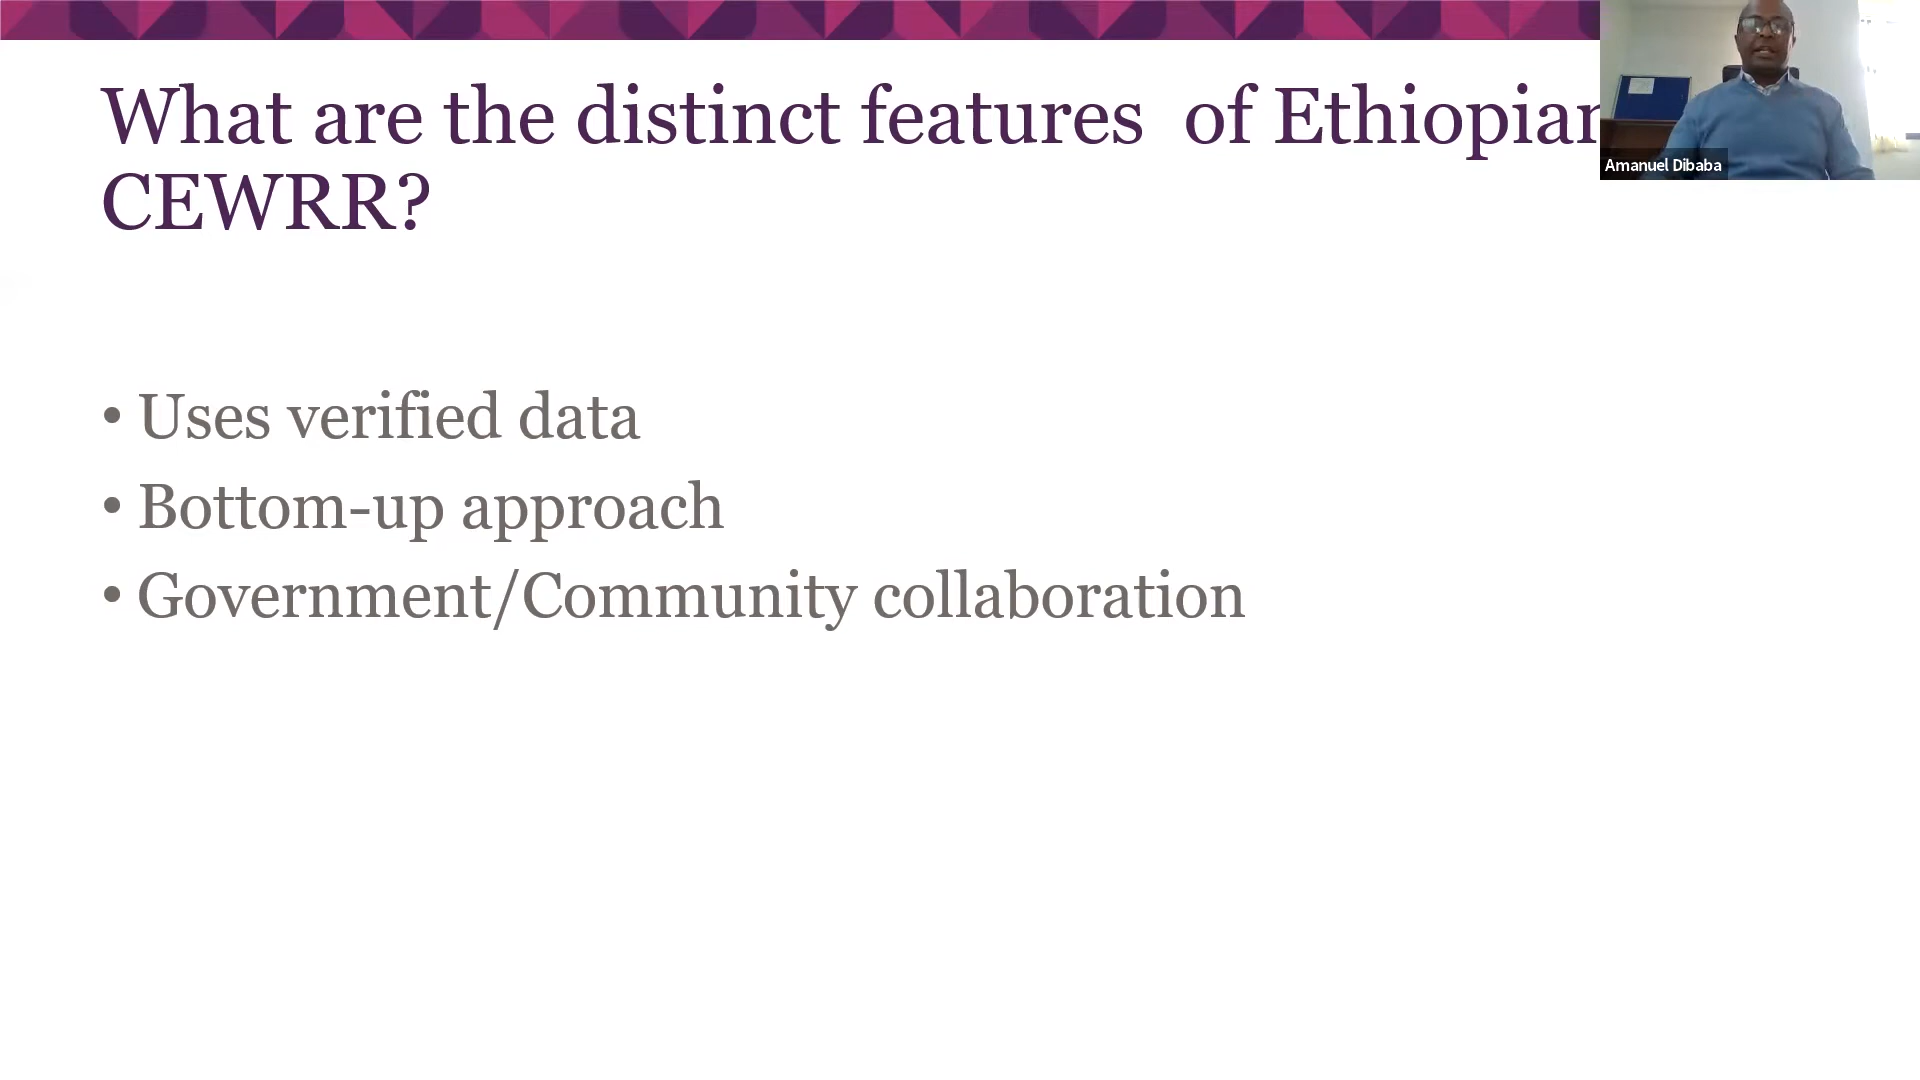 What are the distinct features  of Ethiopian
CEWRR?
Amanuel Dibaba
• Uses verified data
• Bottom-up approach
• Government/Community collaboration